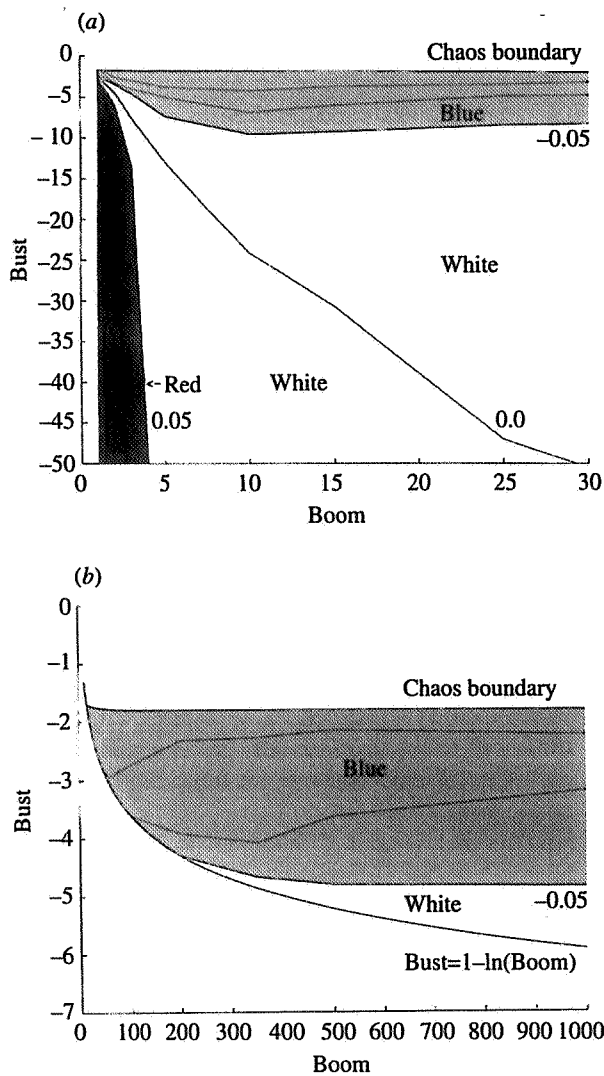 (a)
0
Chaos boundary
−5
Blue
−10
−0.05
−15
−20
White
−25
Bust
−30
−35
−40
Red
White
−45
0.05
0.0
−50
0 5 10 15 20 25 30
Boom
(b)
0
−1
Chaos boundary
−2
Blue
−3
Bust
−4
−5
White
−0.05
−6
Bust=1−ln(Boom)
−7
0 100 200 300 400 500 600 700 800 900 1000
Boom